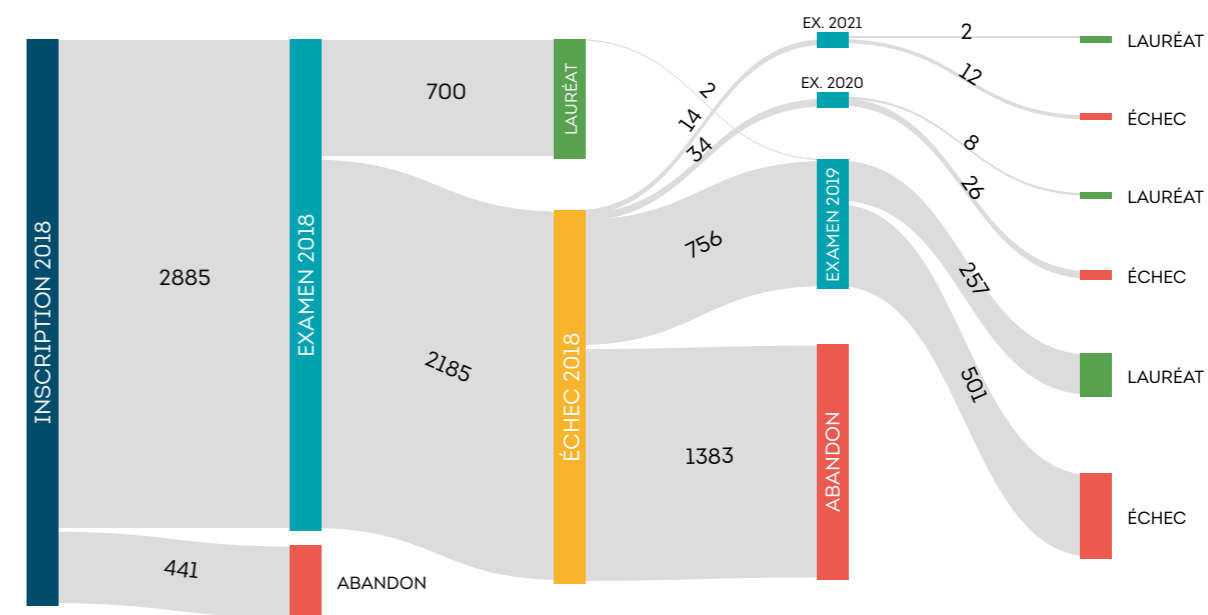 INSCRIPTION 2018
2885
441
EXAMEN 2018
ABANDON
700
2185
LAURÉAT
ÉCHEC 2018
2
14
34
756
1383
EX. 2021
EX. 2020
EXAMEN 2019
ABANDON
2
12
8
26
257
501
LAURÉAT
ÉCHEC
LAURÉAT
ÉCHEC
LAURÉAT
ÉCHEC